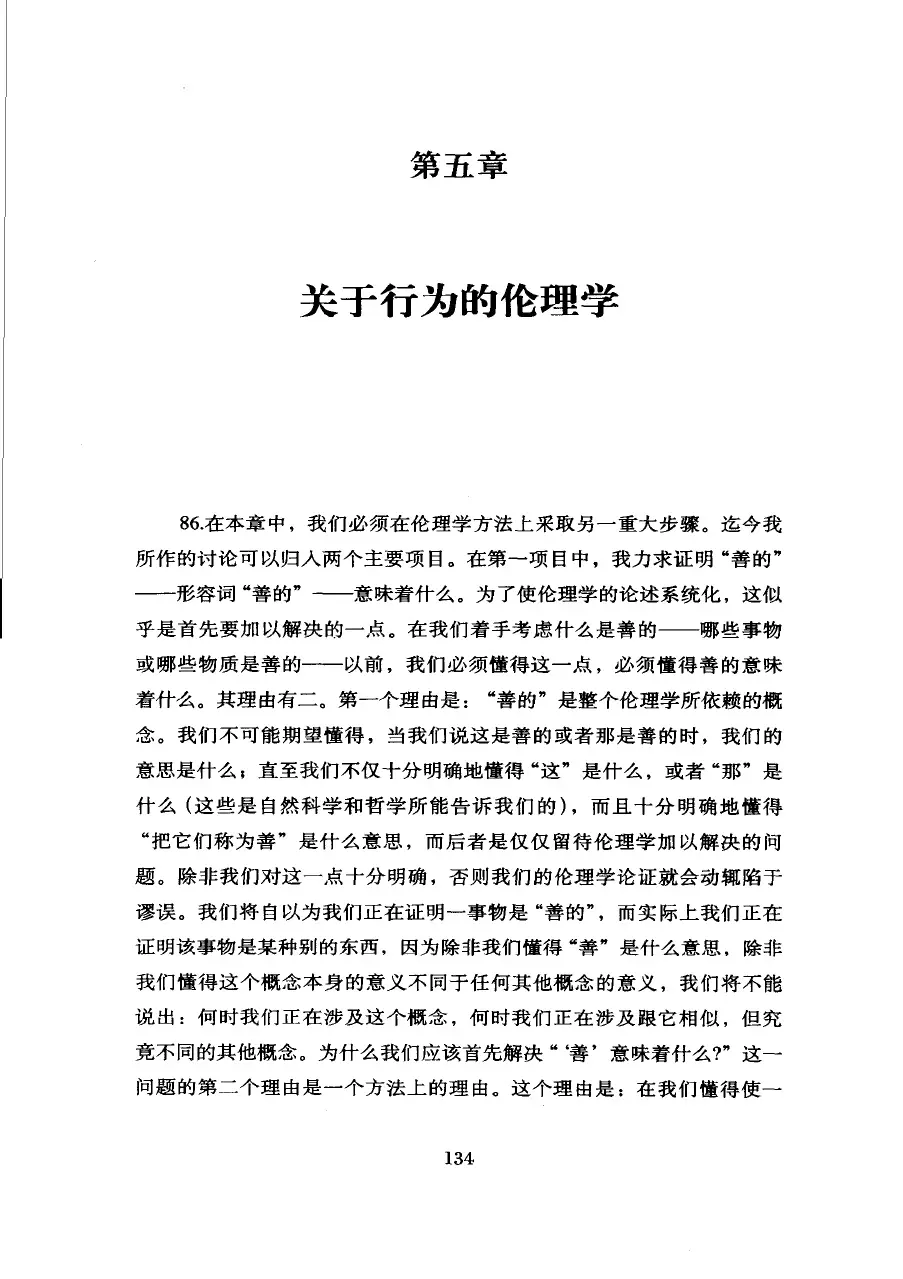 第五章
关于行为的伦理学
86.在本章中，我们必须在伦理学方法上采取另一重大步骤。迄今我
所作的讨论可以归入两个主要项目。在第一项目中，我力求证明“善的”
——形容词“善的”——意味着什么。为了使伦理学的论述系统化，这似
乎是首先要加以解决的一点。在我们着手考虑什么是善的——哪些事物
或哪些物质是善的——以前，我们必须懂得这一点，必须懂得善的意味
着什么。其理由有二。第一个理由是：“善的”是整个伦理学所依赖的概
念。我们不可能期望懂得，当我们说这是善的或者那是善的时，我们的
意思是什么；直至我们不仅十分明确地懂得“这”是什么，或者“那”是
什么（这些是自然科学和哲学所能告诉我们的），而且十分明确地懂得
“把它们称为善”是什么意思，而后者是仅仅留待伦理学加以解决的问
题。除非我们对这一点十分明确，否则我们的伦理学论证就会动辄陷于
谬误。我们将自以为我们正在证明一事物是“善的”，而实际上我们正在
证明该事物是某种别的东西，因为除非我们懂得“善”是什么意思，除非
我们懂得这个概念本身的意义不同于任何其他概念的意义，我们将不能
说出：何时我们正在涉及这个概念，何时我们正在涉及跟它相似，但究
竟不同的其他概念。为什么我们应该首先解决“‘善’意味着什么?”这一
问题的第二个理由是一个方法上的理由。这个理由是：在我们懂得使一
134